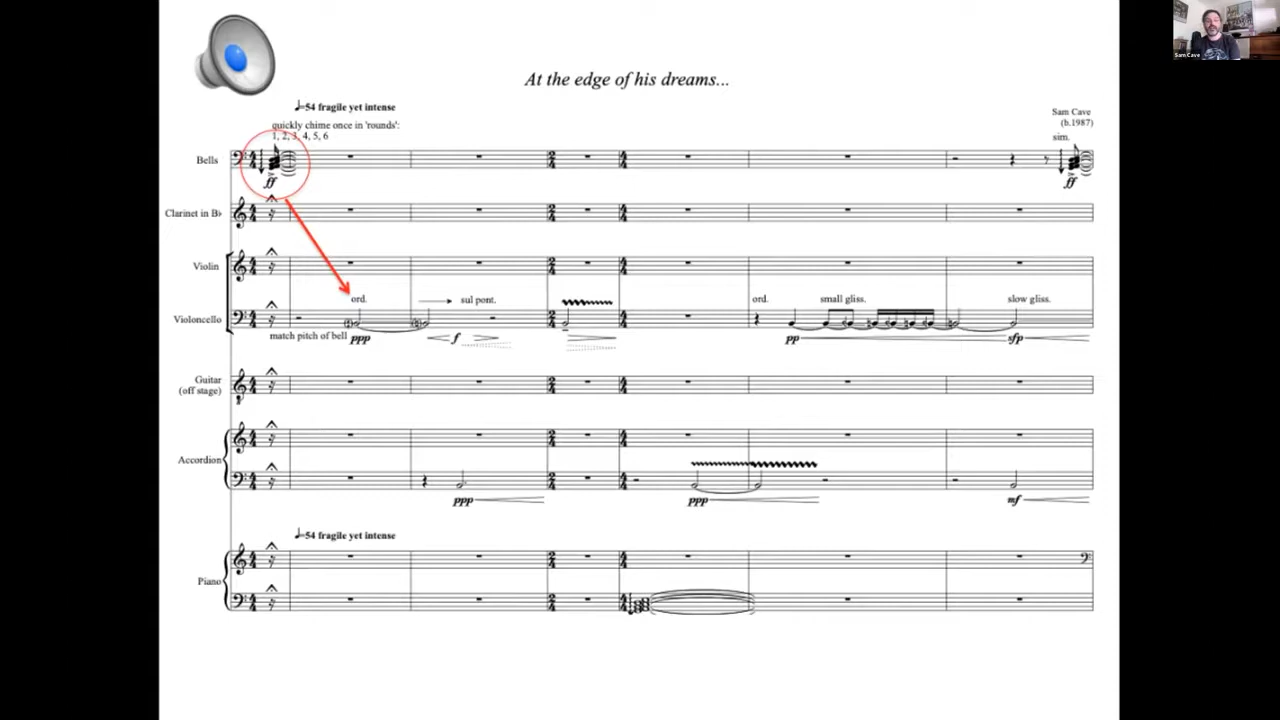 Sam Cave
At the edge of his dreams...
♩=54 fragile yet intense
Sam Cave
(b.1987)
quickly chime once in 'rounds':
1, 2, 3, 4, 5, 6
sim.
Bells
ff
ff
Clarinet in B♭
Violin
ord.
sul pont.
ord.
small gliss.
slow gliss.
Violoncello
match pitch of bell
ppp
f
pp
sfp
Guitar
(off stage)
Accordion
ppp
ppp
mf
♩=54 fragile yet intense
Piano